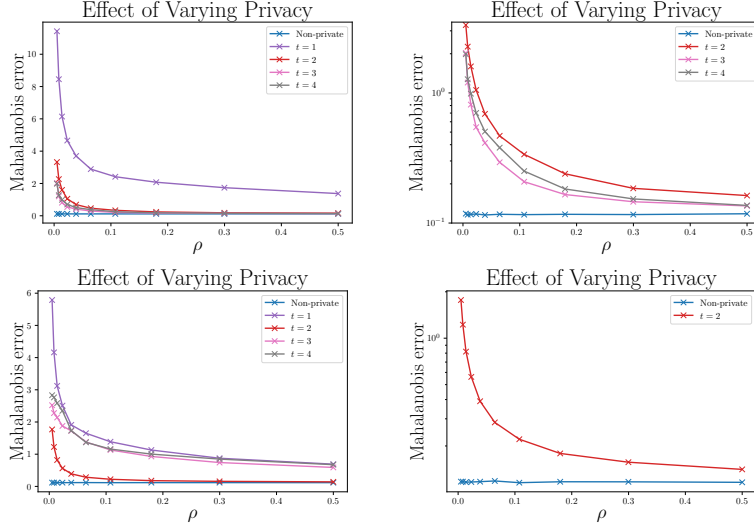 Effect of Varying Privacy
Mahalanobis error
10
8
6
4
2
0
0.0 0.1 0.2 0.3 0.4 0.5
ρ
Non-private
t = 1
t = 2
t = 3
t = 4
Effect of Varying Privacy
Mahalanobis error
10⁰
10⁻¹
0.0 0.1 0.2 0.3 0.4 0.5
ρ
Non-private
t = 2
t = 3
t = 4
Effect of Varying Privacy
Mahalanobis error
6
5
4
3
2
1
0
0.0 0.1 0.2 0.3 0.4 0.5
ρ
Non-private
t = 1
t = 2
t = 3
t = 4
Effect of Varying Privacy
Mahalanobis error
10⁰
0.0 0.1 0.2 0.3 0.4 0.5
ρ
Non-private
t = 2